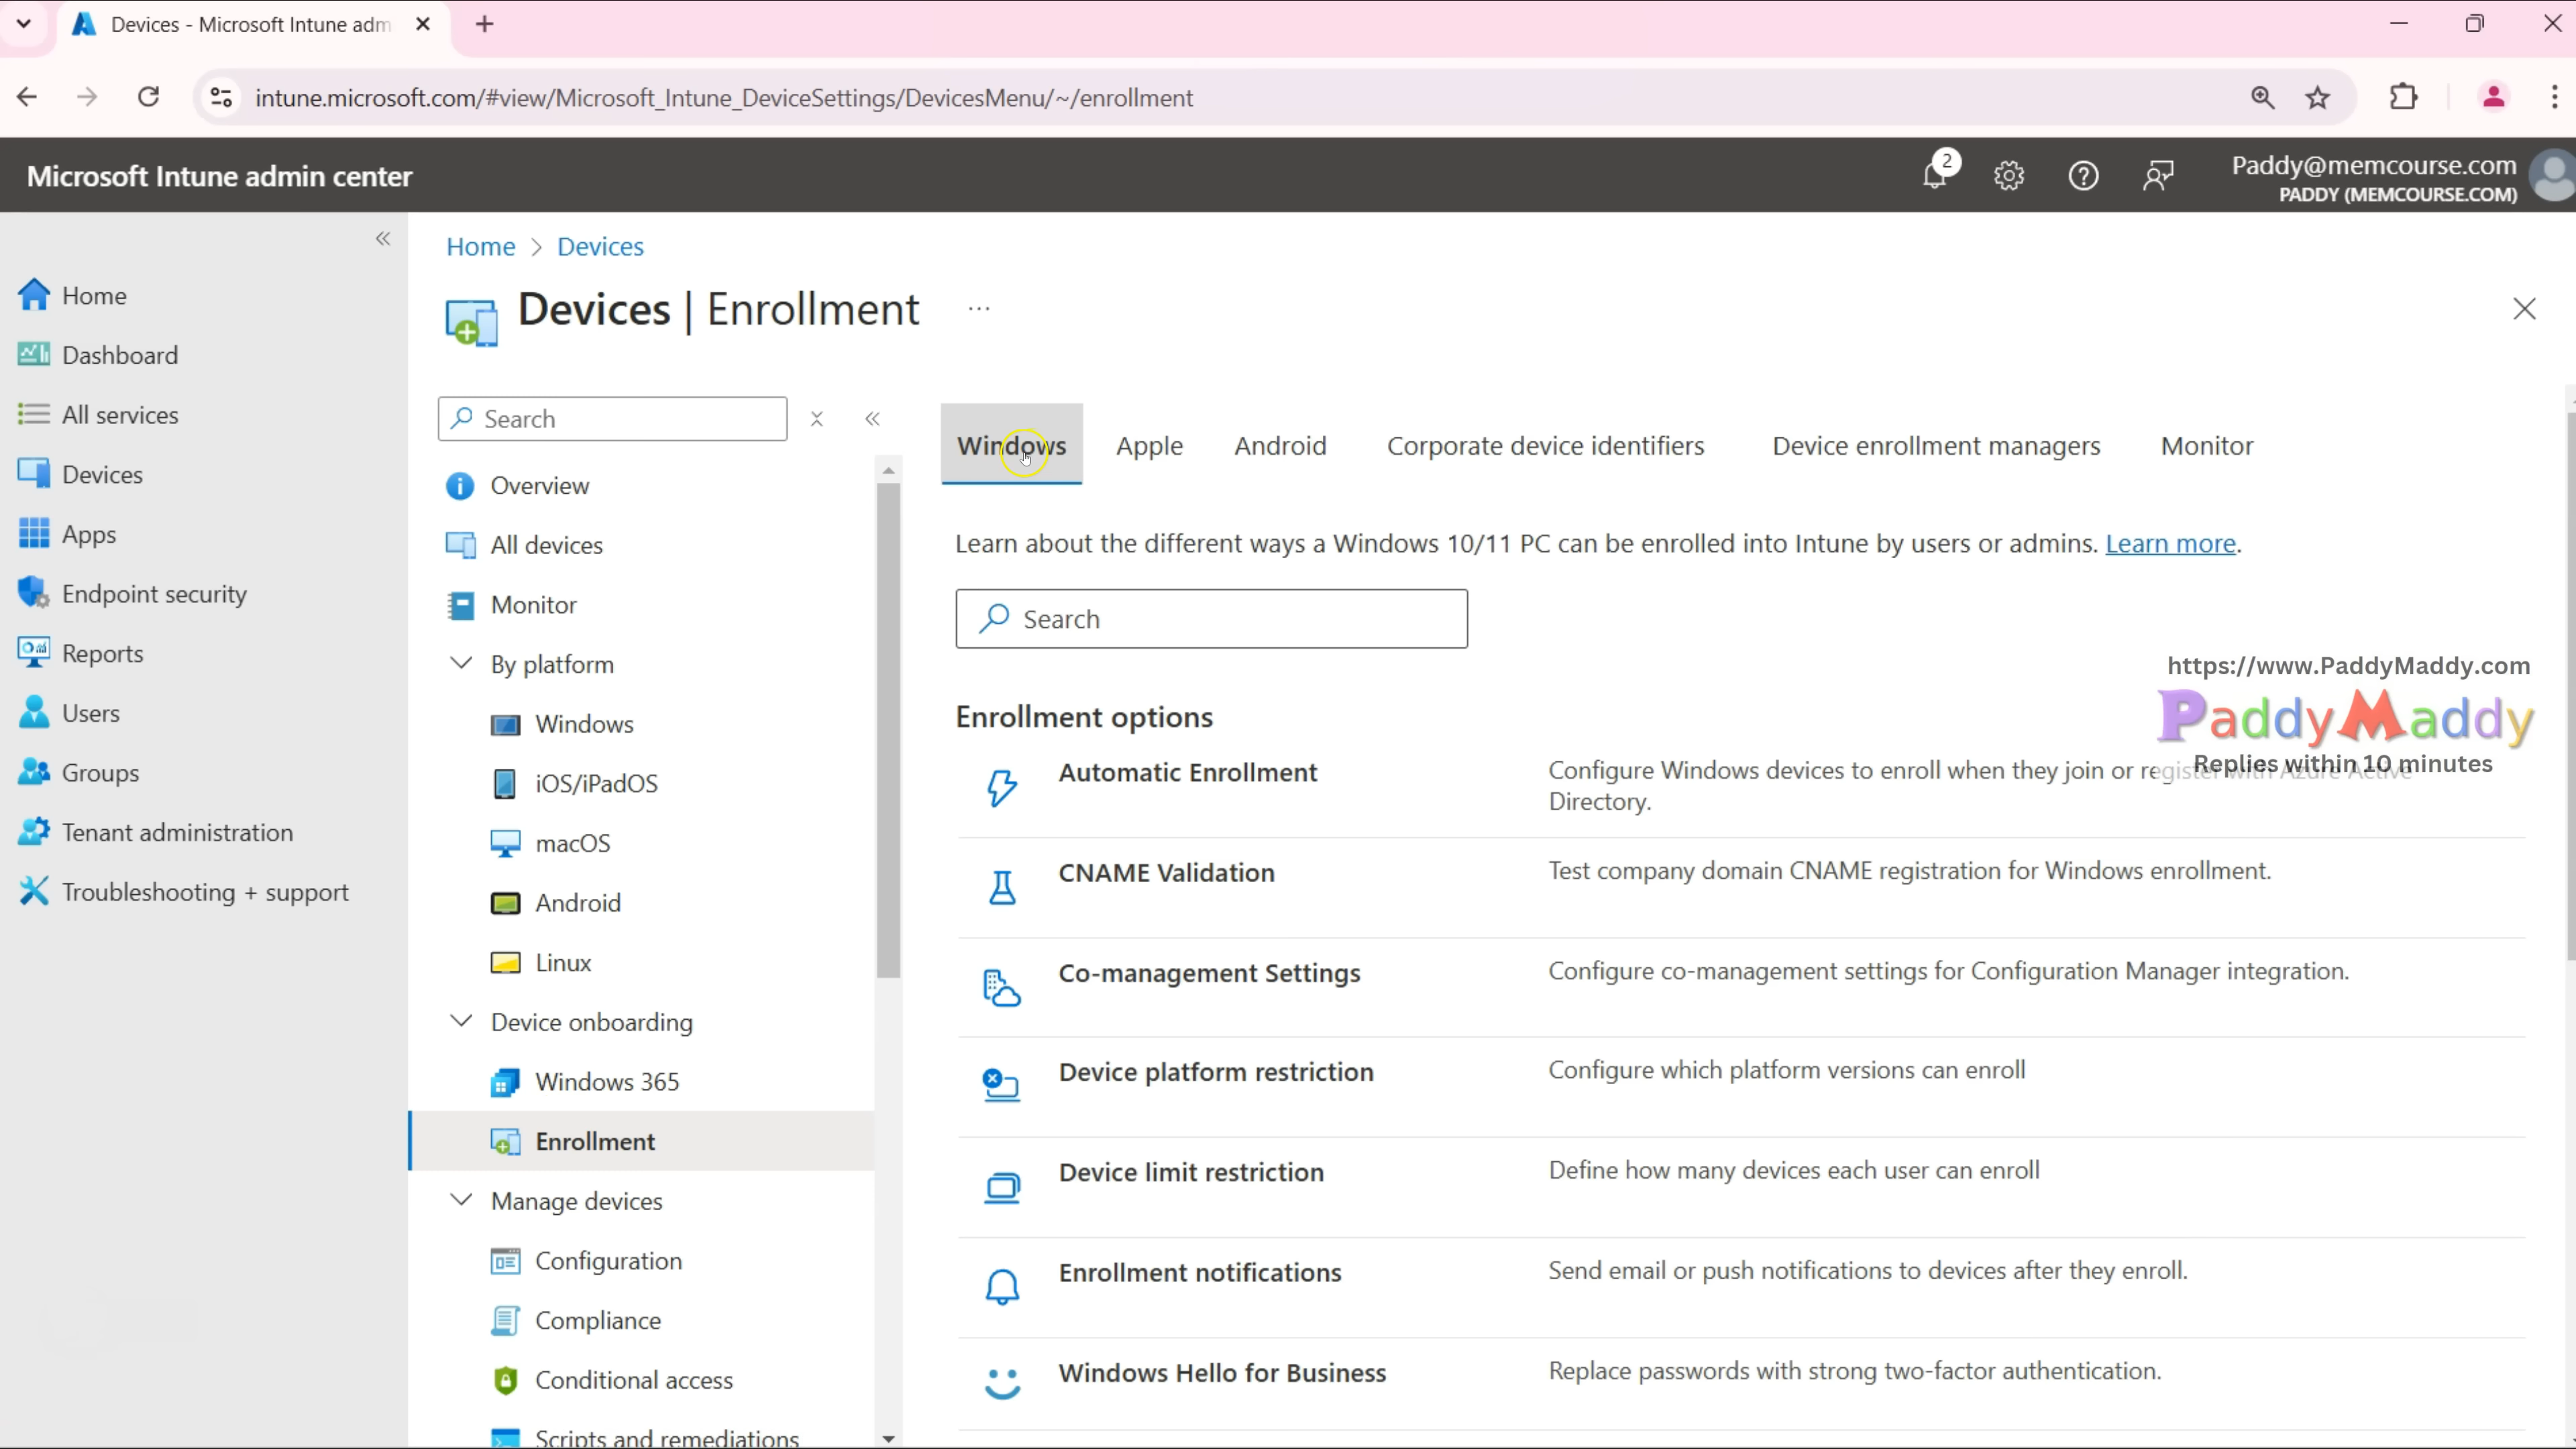 Devices - Microsoft Intune adm
intune.microsoft.com/#view/Microsoft_Intune_DeviceSettings/DevicesMenu/~/enrollment
Microsoft Intune admin center
2
Paddy@memcourse.com
PADDY (MEMCOURSE.COM)
Home
Dashboard
All services
Devices
Apps
Endpoint security
Reports
Users
Groups
Tenant administration
Troubleshooting + support
Home > Devices
Devices | Enrollment ...
Search
Overview
All devices
Monitor
By platform
Windows
iOS/iPadOS
macOS
Android
Linux
Device onboarding
Windows 365
Enrollment
Manage devices
Configuration
Compliance
Conditional access
Scripts and remediations
Windows Apple Android Corporate device identifiers Device enrollment managers Monitor
Learn about the different ways a Windows 10/11 PC can be enrolled into Intune by users or admins. Learn more.
Search
https://www.PaddyMaddy.com
PaddyMaddy
Replies within 10 minutes
Enrollment options
Automatic Enrollment
Configure Windows devices to enroll when they join or register with Azure Active
Directory.
CNAME Validation
Test company domain CNAME registration for Windows enrollment.
Co-management Settings
Configure co-management settings for Configuration Manager integration.
Device platform restriction
Configure which platform versions can enroll
Device limit restriction
Define how many devices each user can enroll
Enrollment notifications
Send email or push notifications to devices after they enroll.
Windows Hello for Business
Replace passwords with strong two-factor authentication.